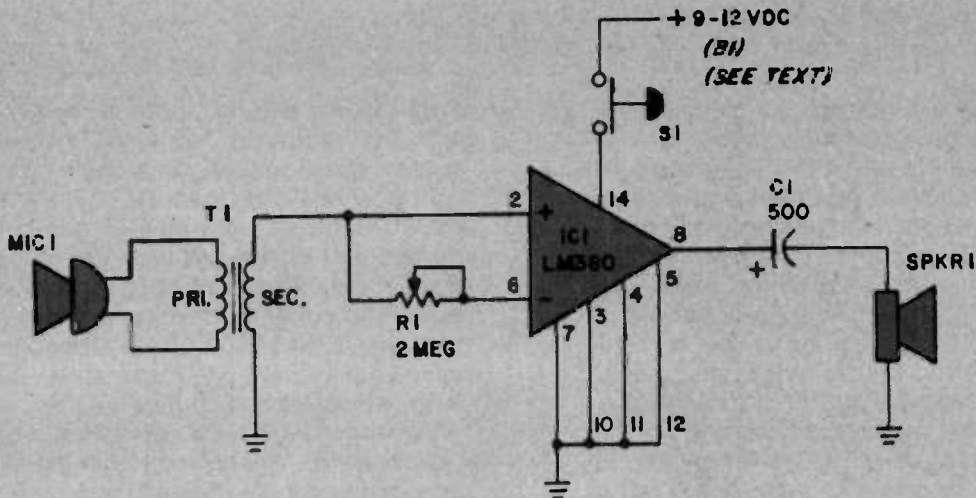 + 9-12 VDC
(B1)
(SEE TEXT)
S1
T1
2
14
C1
500
MIC1
+
IC1
LM380
8
5
+
SPKR1
PRI.
SEC.
6
-
4
3
7
R1
2 MEG
10
11
12